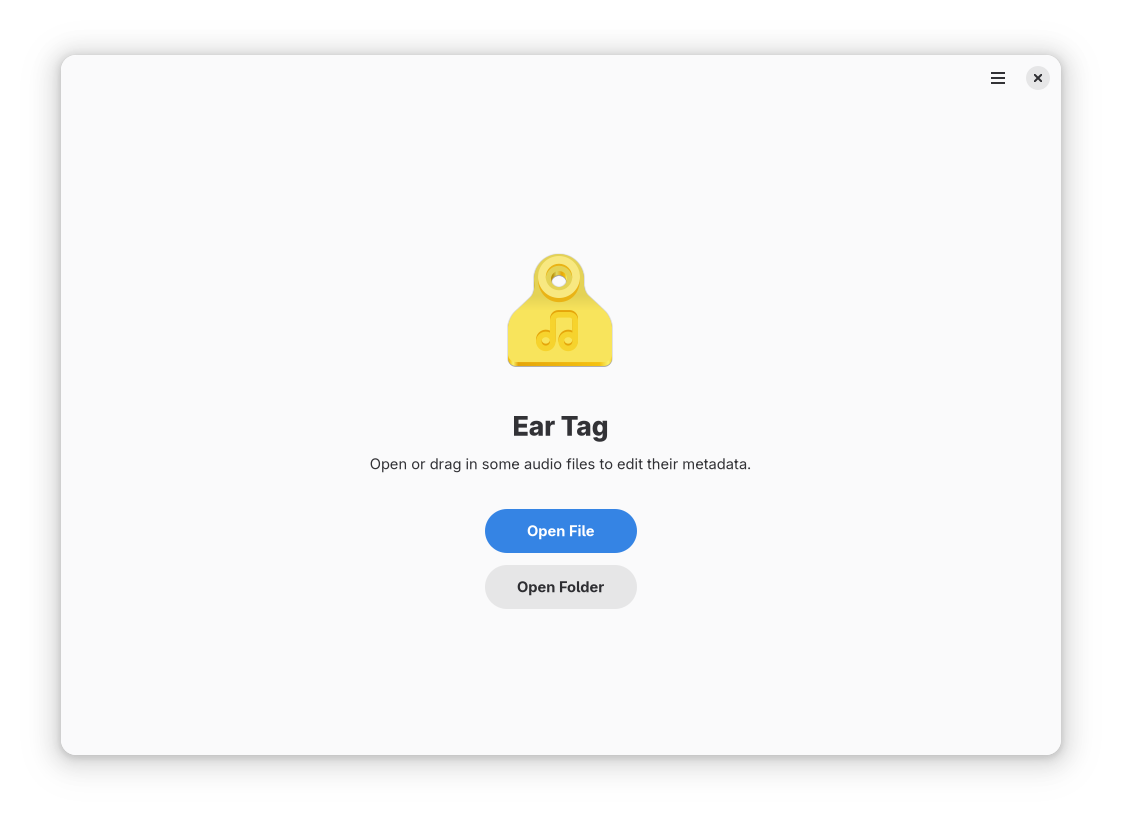 Ear Tag
Open or drag in some audio files to edit their metadata.
Open File
Open Folder